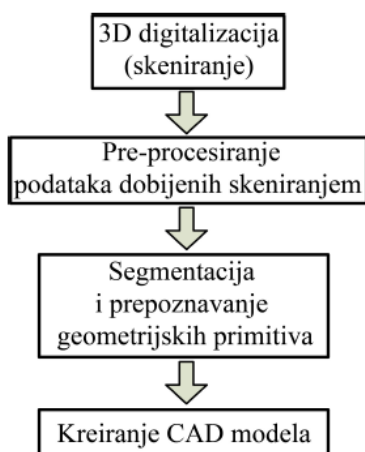 3D digitalizacija
(skeniranje)
Pre-procesiranje
podataka dobijenih skeniranjem
Segmentacija
i prepoznavanje
geometrijskih primitiva
Kreiranje CAD modela